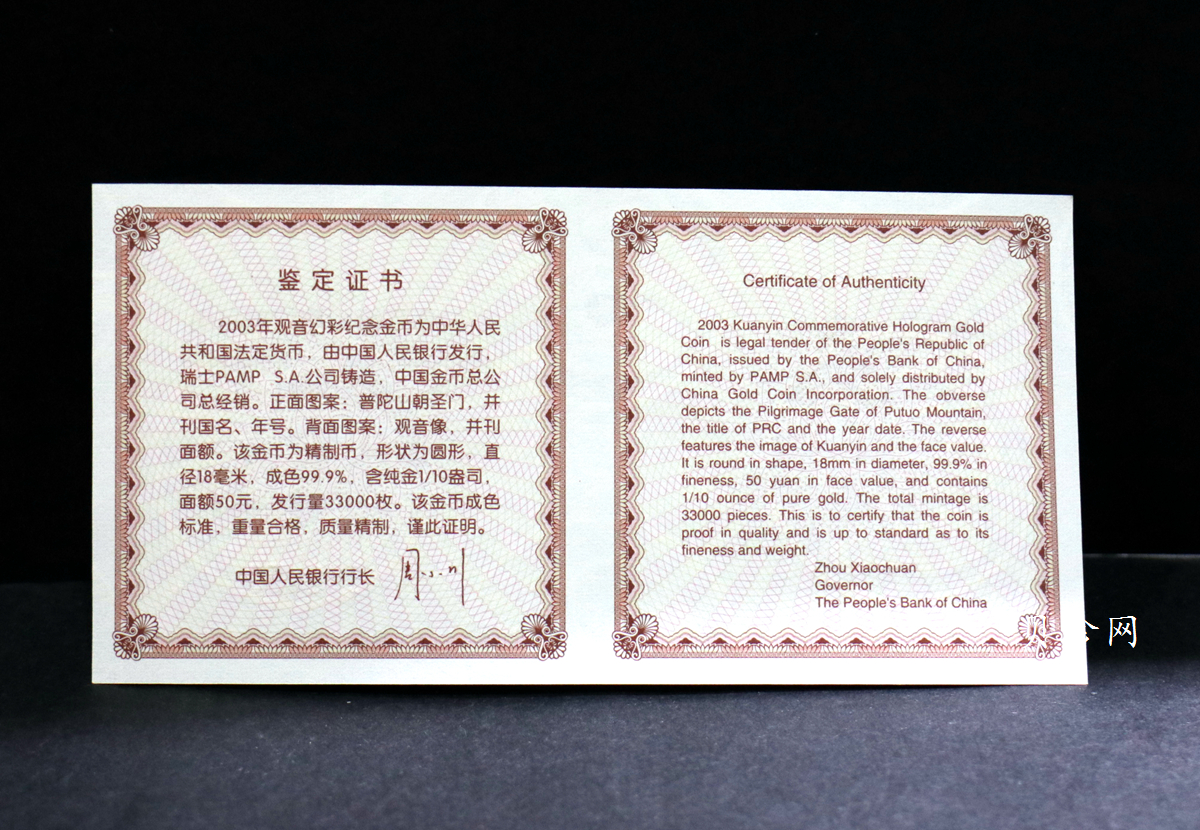 鉴定证书
2003年观音幻彩纪念金币为中华人民
共和国法定货币，由中国人民银行发行，
瑞士PAMP S.A.公司铸造，中国金币总公
司总经销。正面图案：普陀山朝圣门，并
刊国名、年号。背面图案：观音像，并刊
面额。该金币为精制币，形状为圆形，直
径18毫米，成色99.9%，含纯金1/10盎司，
面额50元，发行量33000枚。该金币成色
标准，重量合格，质量精制，谨此证明。
中国人民银行行长 周小川
Certificate of Authenticity
2003 Kuanyin Commemorative Hologram Gold
Coin is legal tender of the People's Republic of
China, issued by the People's Bank of China,
minted by PAMP S.A., and solely distributed by
China Gold Coin Incorporation. The obverse
depicts the Pilgrimage Gate of Putuo Mountain,
the title of PRC and the year date. The reverse
features the image of Kuanyin and the face value.
It is round in shape, 18mm in diameter, 99.9% in
fineness, 50 yuan in face value, and contains
1/10 ounce of pure gold. The total mintage is
33000 pieces. This is to certify that the coin is
proof in quality and is up to standard as to its
fineness and weight.
Zhou Xiaochuan
Governor
The People's Bank of China
网